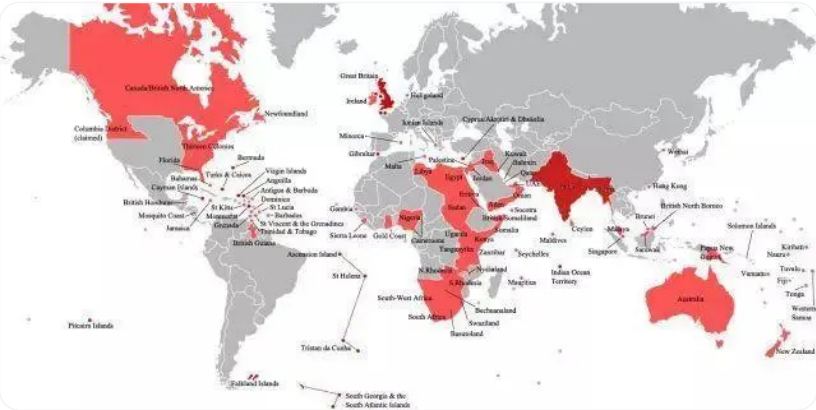 Canada/British North America
Newfoundland
Columbia District
(claimed)
Thirteen Colonies
Florida
Bermuda
Bahamas
Turks & Caicos
Cayman Islands
Virgin Islands
Anguilla
Antigua & Barbuda
Dominica
British Honduras
St Kitts
St Lucia
Mosquito Coast
Montserrat
Barbados
Jamaica
Grenada
St Vincent & the Grenadines
Trinidad & Tobago
British Guiana
Pitcairn Islands
Falkland Islands
South Georgia & the
South Atlantic Islands
Tristan da Cunha
St Helena
Ascension Island
Great Britain
Ireland
Heligoland
Ionian Islands
Minorca
Gibraltar
Malta
Cyprus/Akrotiri & Dhekelia
Palestine
Iraq
Kuwait
Bahrain
Jordan
Qatar
UAE
Libya
Egypt
Oman
Eritrea
Aden
Sudan
Socotra
British Somaliland
Gambia
Nigeria
Sierra Leone
Gold Coast
Cameroons
Somalia
Uganda
Kenya
Tanganyika
Zanzibar
Seychelles
Maldives
N.Rhodesia
Nyasaland
S.Rhodesia
Mauritius
Indian Ocean
Territory
South-West Africa
Bechuanaland
South Africa
Swaziland
Basutoland
Ceylon
Weihai
Hong Kong
British North Borneo
Brunei
Malaya
Singapore
Sarawak
Papua New
Guinea
Solomon Islands
Kiribati
Nauru
Tuvalu
Vanuatu
Fiji
Tonga
Western
Samoa
Australia
New Zealand